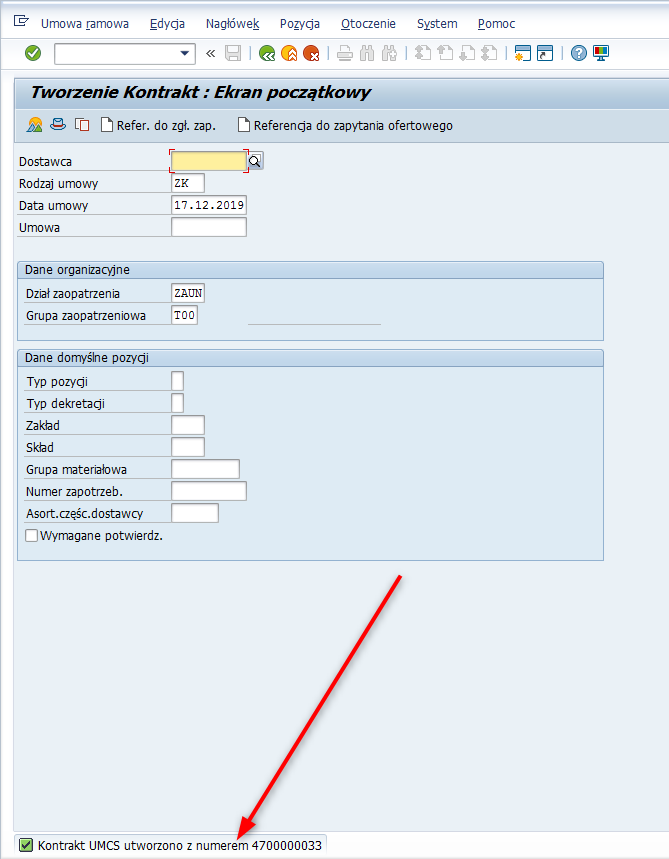 Umowa ramowa Edycja Nagłówek Pozycja Otoczenie System Pomoc
Tworzenie Kontrakt : Ekran początkowy
Refer. do zgł. zap. Referencja do zapytania ofertowego
Dostawca
Rodzaj umowy ZK
Data umowy 17.12.2019
Umowa
Dane organizacyjne
Dział zaopatrzenia ZAUN
Grupa zaopatrzeniowa T00
Dane domyślne pozycji
Typ pozycji
Typ dekretacji
Zakład
Skład
Grupa materiałowa
Numer zapotrzeb.
Asort.częśc.dostawcy
Wymagane potwierdz.
Kontrakt UMCS utworzono z numerem 4700000033